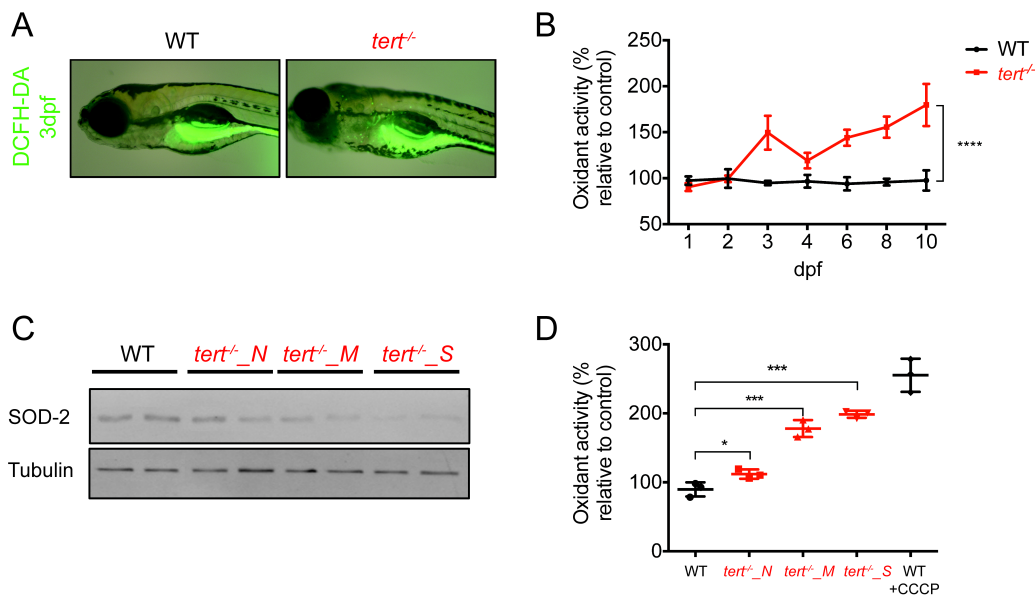 A
WT
tert-/-
DCFH-DA
3dpf
B
Oxidant activity (%
relative to control)
250
200
150
100
50
1 2 3 4 6 8 10
dpf
WT
tert-/-
****
C
WT tert-/-_N tert-/-_M tert-/-_S
SOD-2
Tubulin
D
Oxidant activity (%
relative to control)
300
200
100
0
***
***
*
WT tert-/-_N tert-/-_M tert-/-_S WT
+CCCP